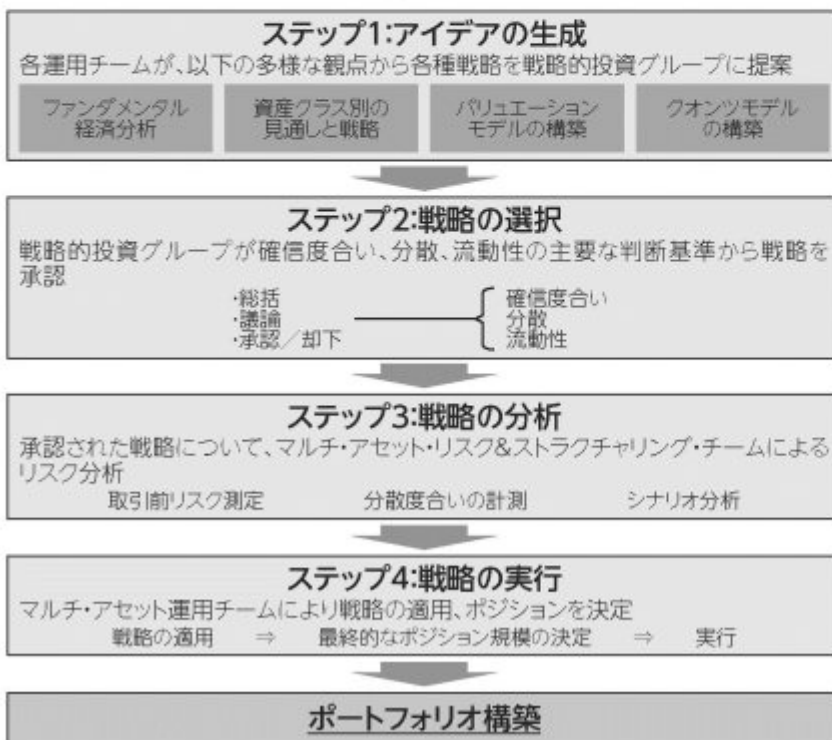 ステップ1:アイデアの生成
各運用チームが、以下の多様な観点から各種戦略を戦略的投資グループに提案
ファンダメンタル
経済分析
資産クラス別の
見通しと戦略
バリュエーション
モデルの構築
クオンツモデル
の構築
ステップ2:戦略の選択
戦略的投資グループが確信度合い、分散、流動性の主要な判断基準から戦略を
承認
・総括
・議論
・承認／却下
確信度合い
分散
流動性
ステップ3:戦略の分析
承認された戦略について、マルチ・アセット・リスク&ストラクチャリング・チームによる
リスク分析
取引前リスク測定 分散度合いの計測 シナリオ分析
ステップ4:戦略の実行
マルチ・アセット運用チームにより戦略の適用、ポジションを決定
戦略の適用 ⇒ 最終的なポジション規模の決定 ⇒ 実行
ポートフォリオ構築